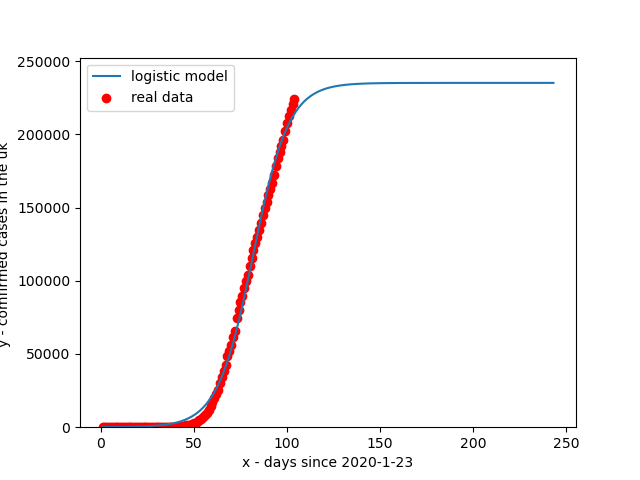 250000
200000
150000
100000
50000
0
logistic model
real data
y - comfirmed cases in the uk
0 50 100 150 200 250
x - days since 2020-1-23